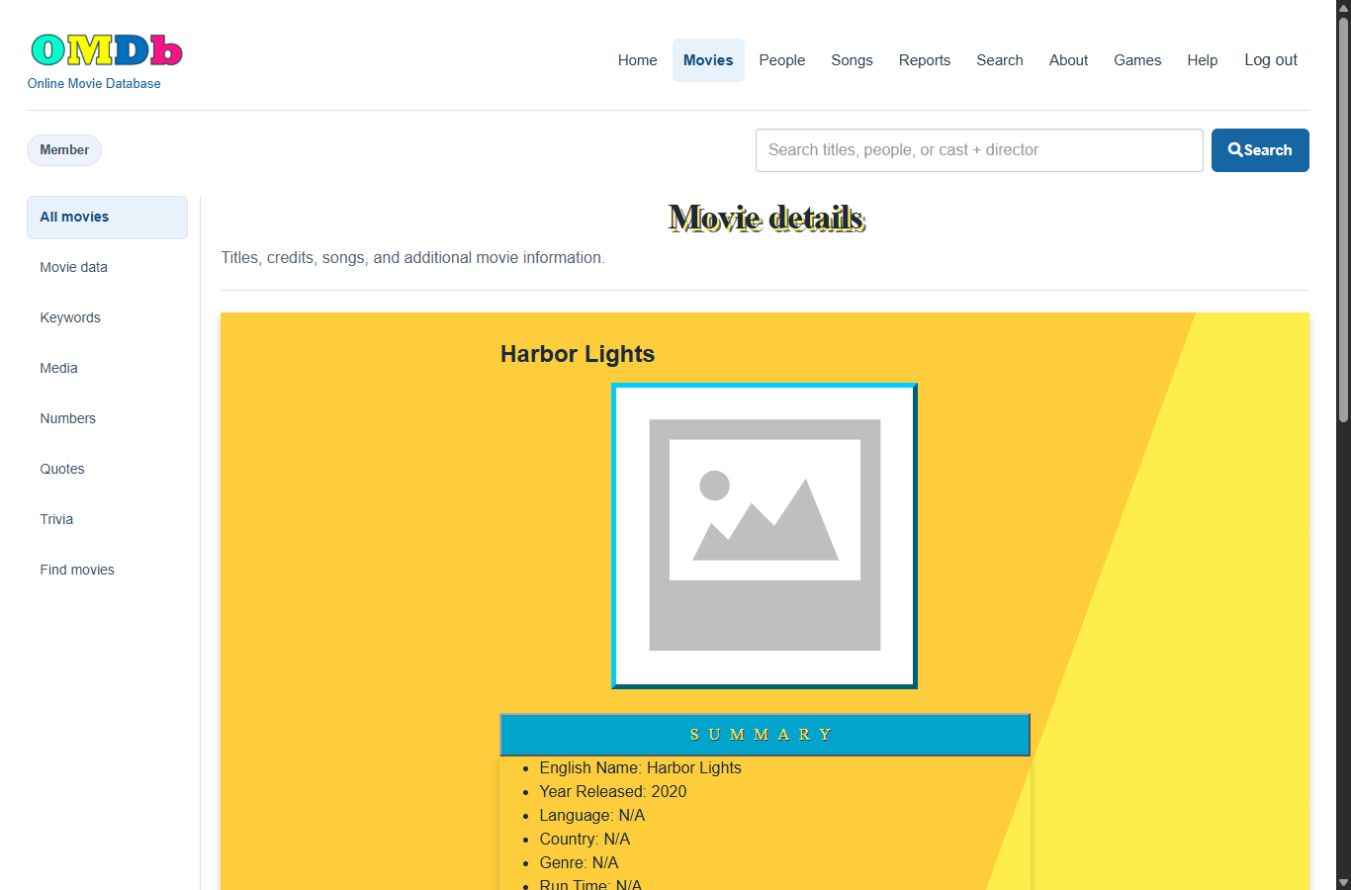 OMDb
Online Movie Database
Home Movies People Songs Reports Search About Games Help Log out
Member
Search titles, people, or cast + director
Search
All movies
Movie data
Keywords
Media
Numbers
Quotes
Trivia
Find movies
Movie details
Titles, credits, songs, and additional movie information.
Harbor Lights
SUMMARY
English Name: Harbor Lights
Year Released: 2020
Language: N/A
Country: N/A
Genre: N/A
Run Time: N/A